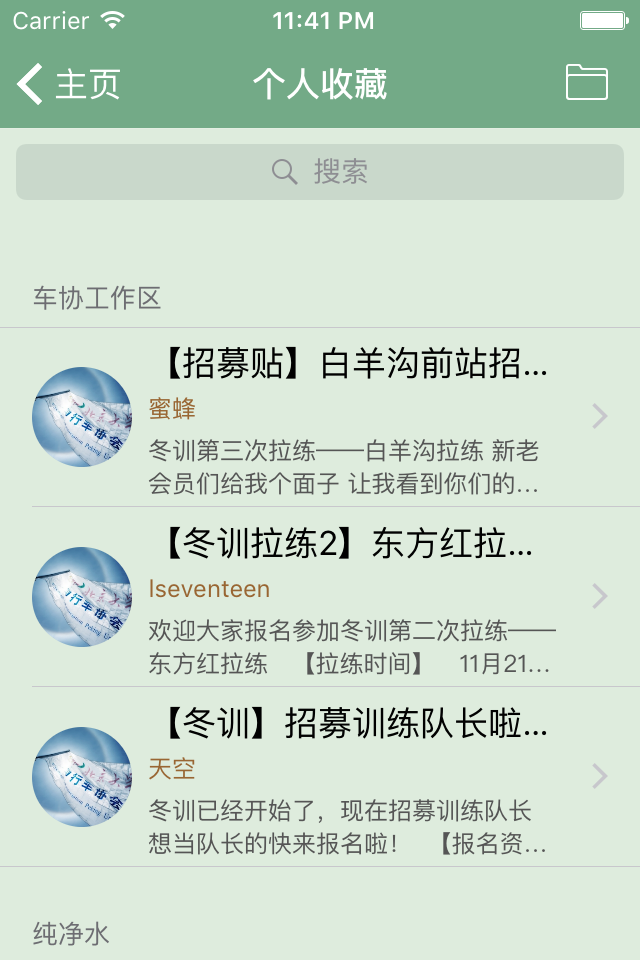 Carrier 11:41 PM
主页 个人收藏
搜索
车协工作区
【招募贴】白羊沟前站招...
蜜蜂
冬训第三次拉练——白羊沟拉练 新老
会员们给我个面子 让我看到你们的...
【冬训拉练2】东方红拉...
lseventeen
欢迎大家报名参加冬训第二次拉练——
东方红拉练 【拉练时间】 11月21...
【冬训】招募训练队长啦...
天空
冬训已经开始了，现在招募训练队长
想当队长的快来报名啦！ 【报名资...
纯净水